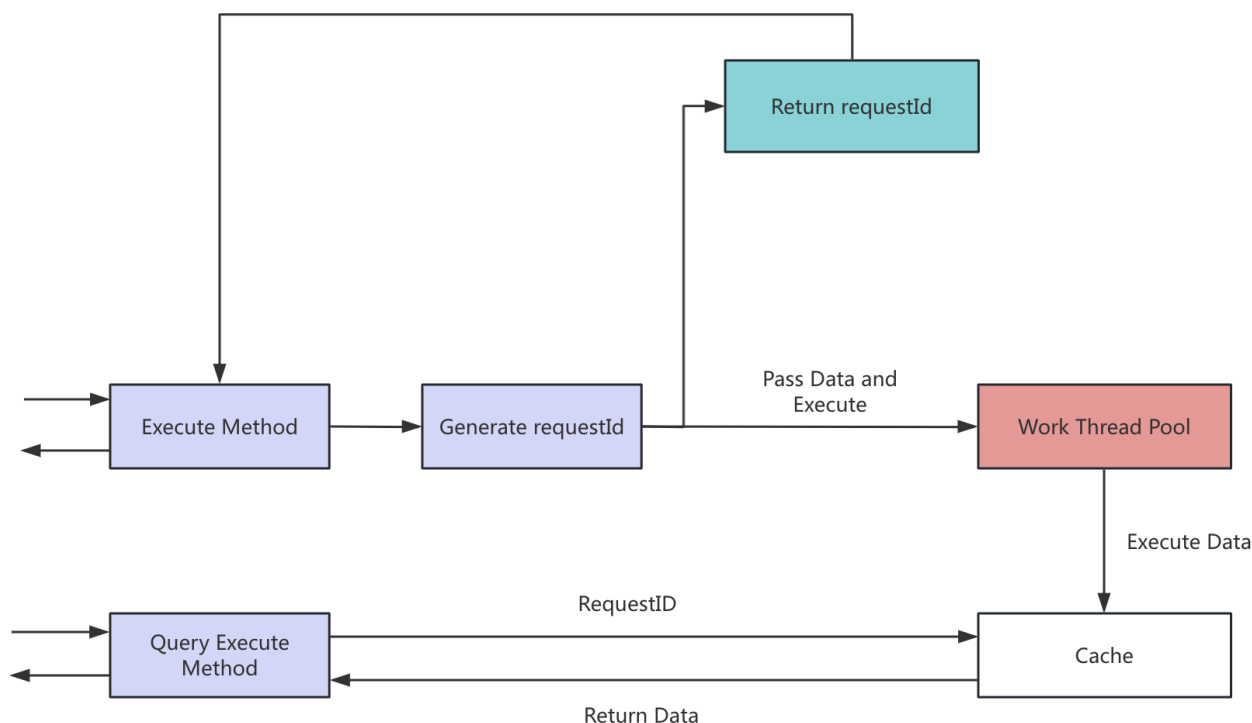 Return requestId
Pass Data and
Execute
Execute Method
Generate requestId
Work Thread Pool
Execute Data
RequestID
Query Execute
Method
Cache
Return Data